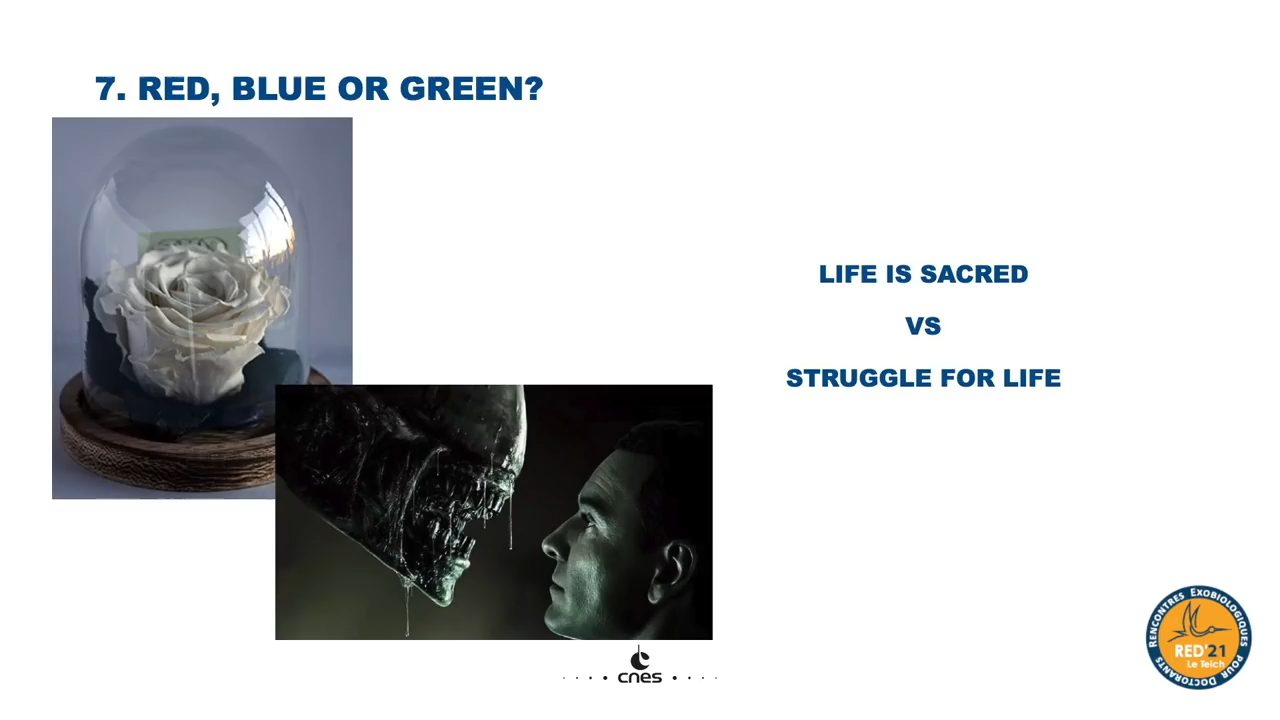 7. RED, BLUE OR GREEN?
LIFE IS SACRED
VS
STRUGGLE FOR LIFE
cnes
RENCONTRES EXOBIOLOGIQUES POUR DOCTORANTS
RED'21
Le Teich